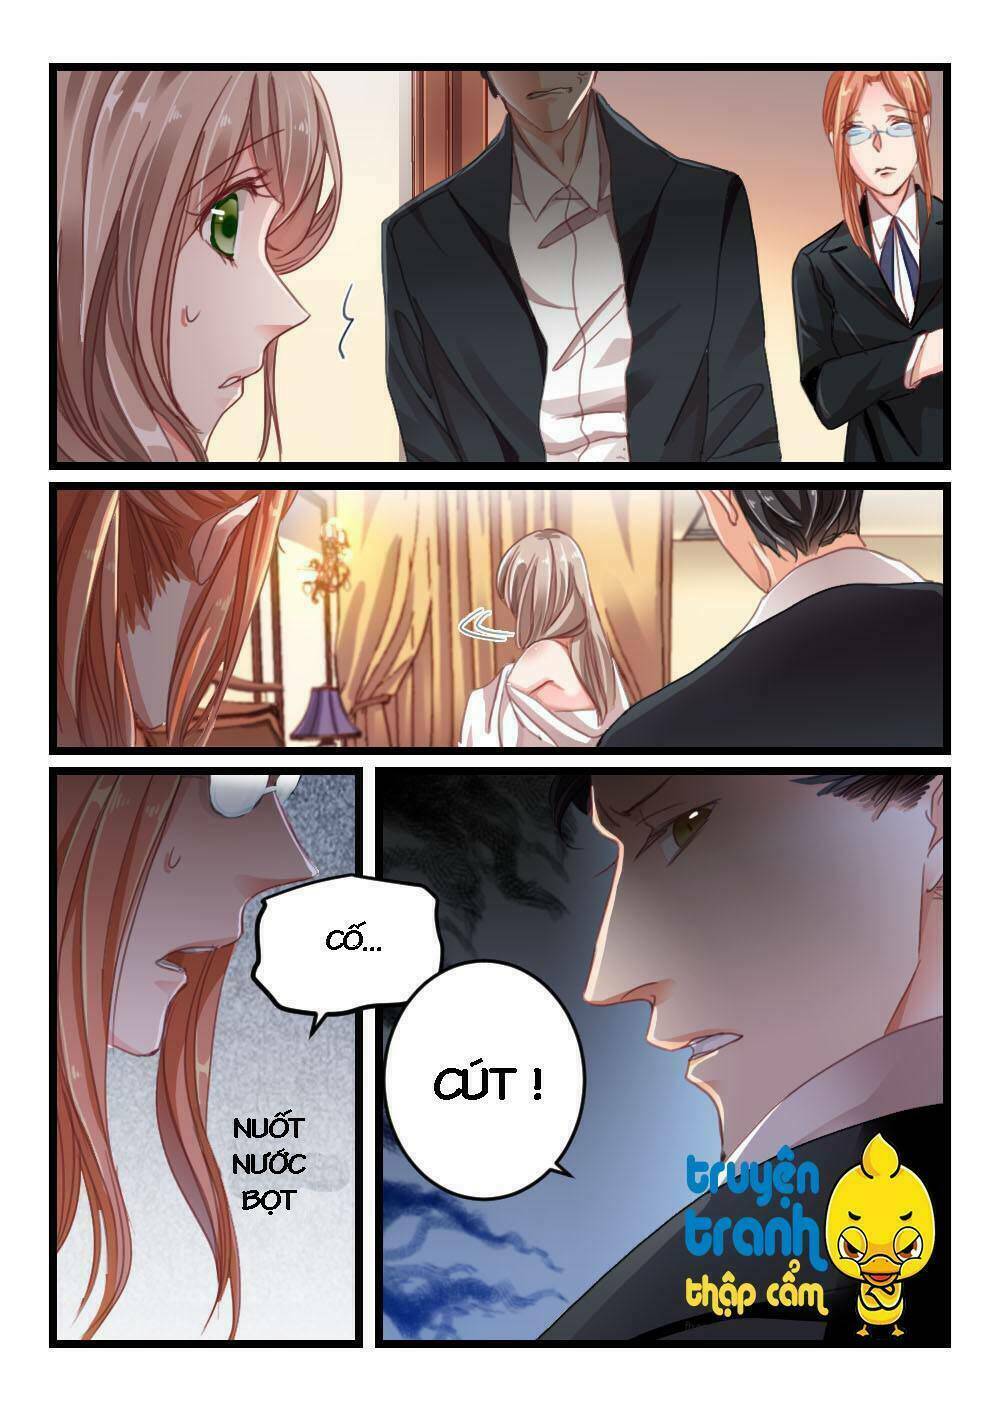 CỐ...
CÚT !
NUỐT
NƯỚC
BỌT
truyện
tranh
thập cẩm